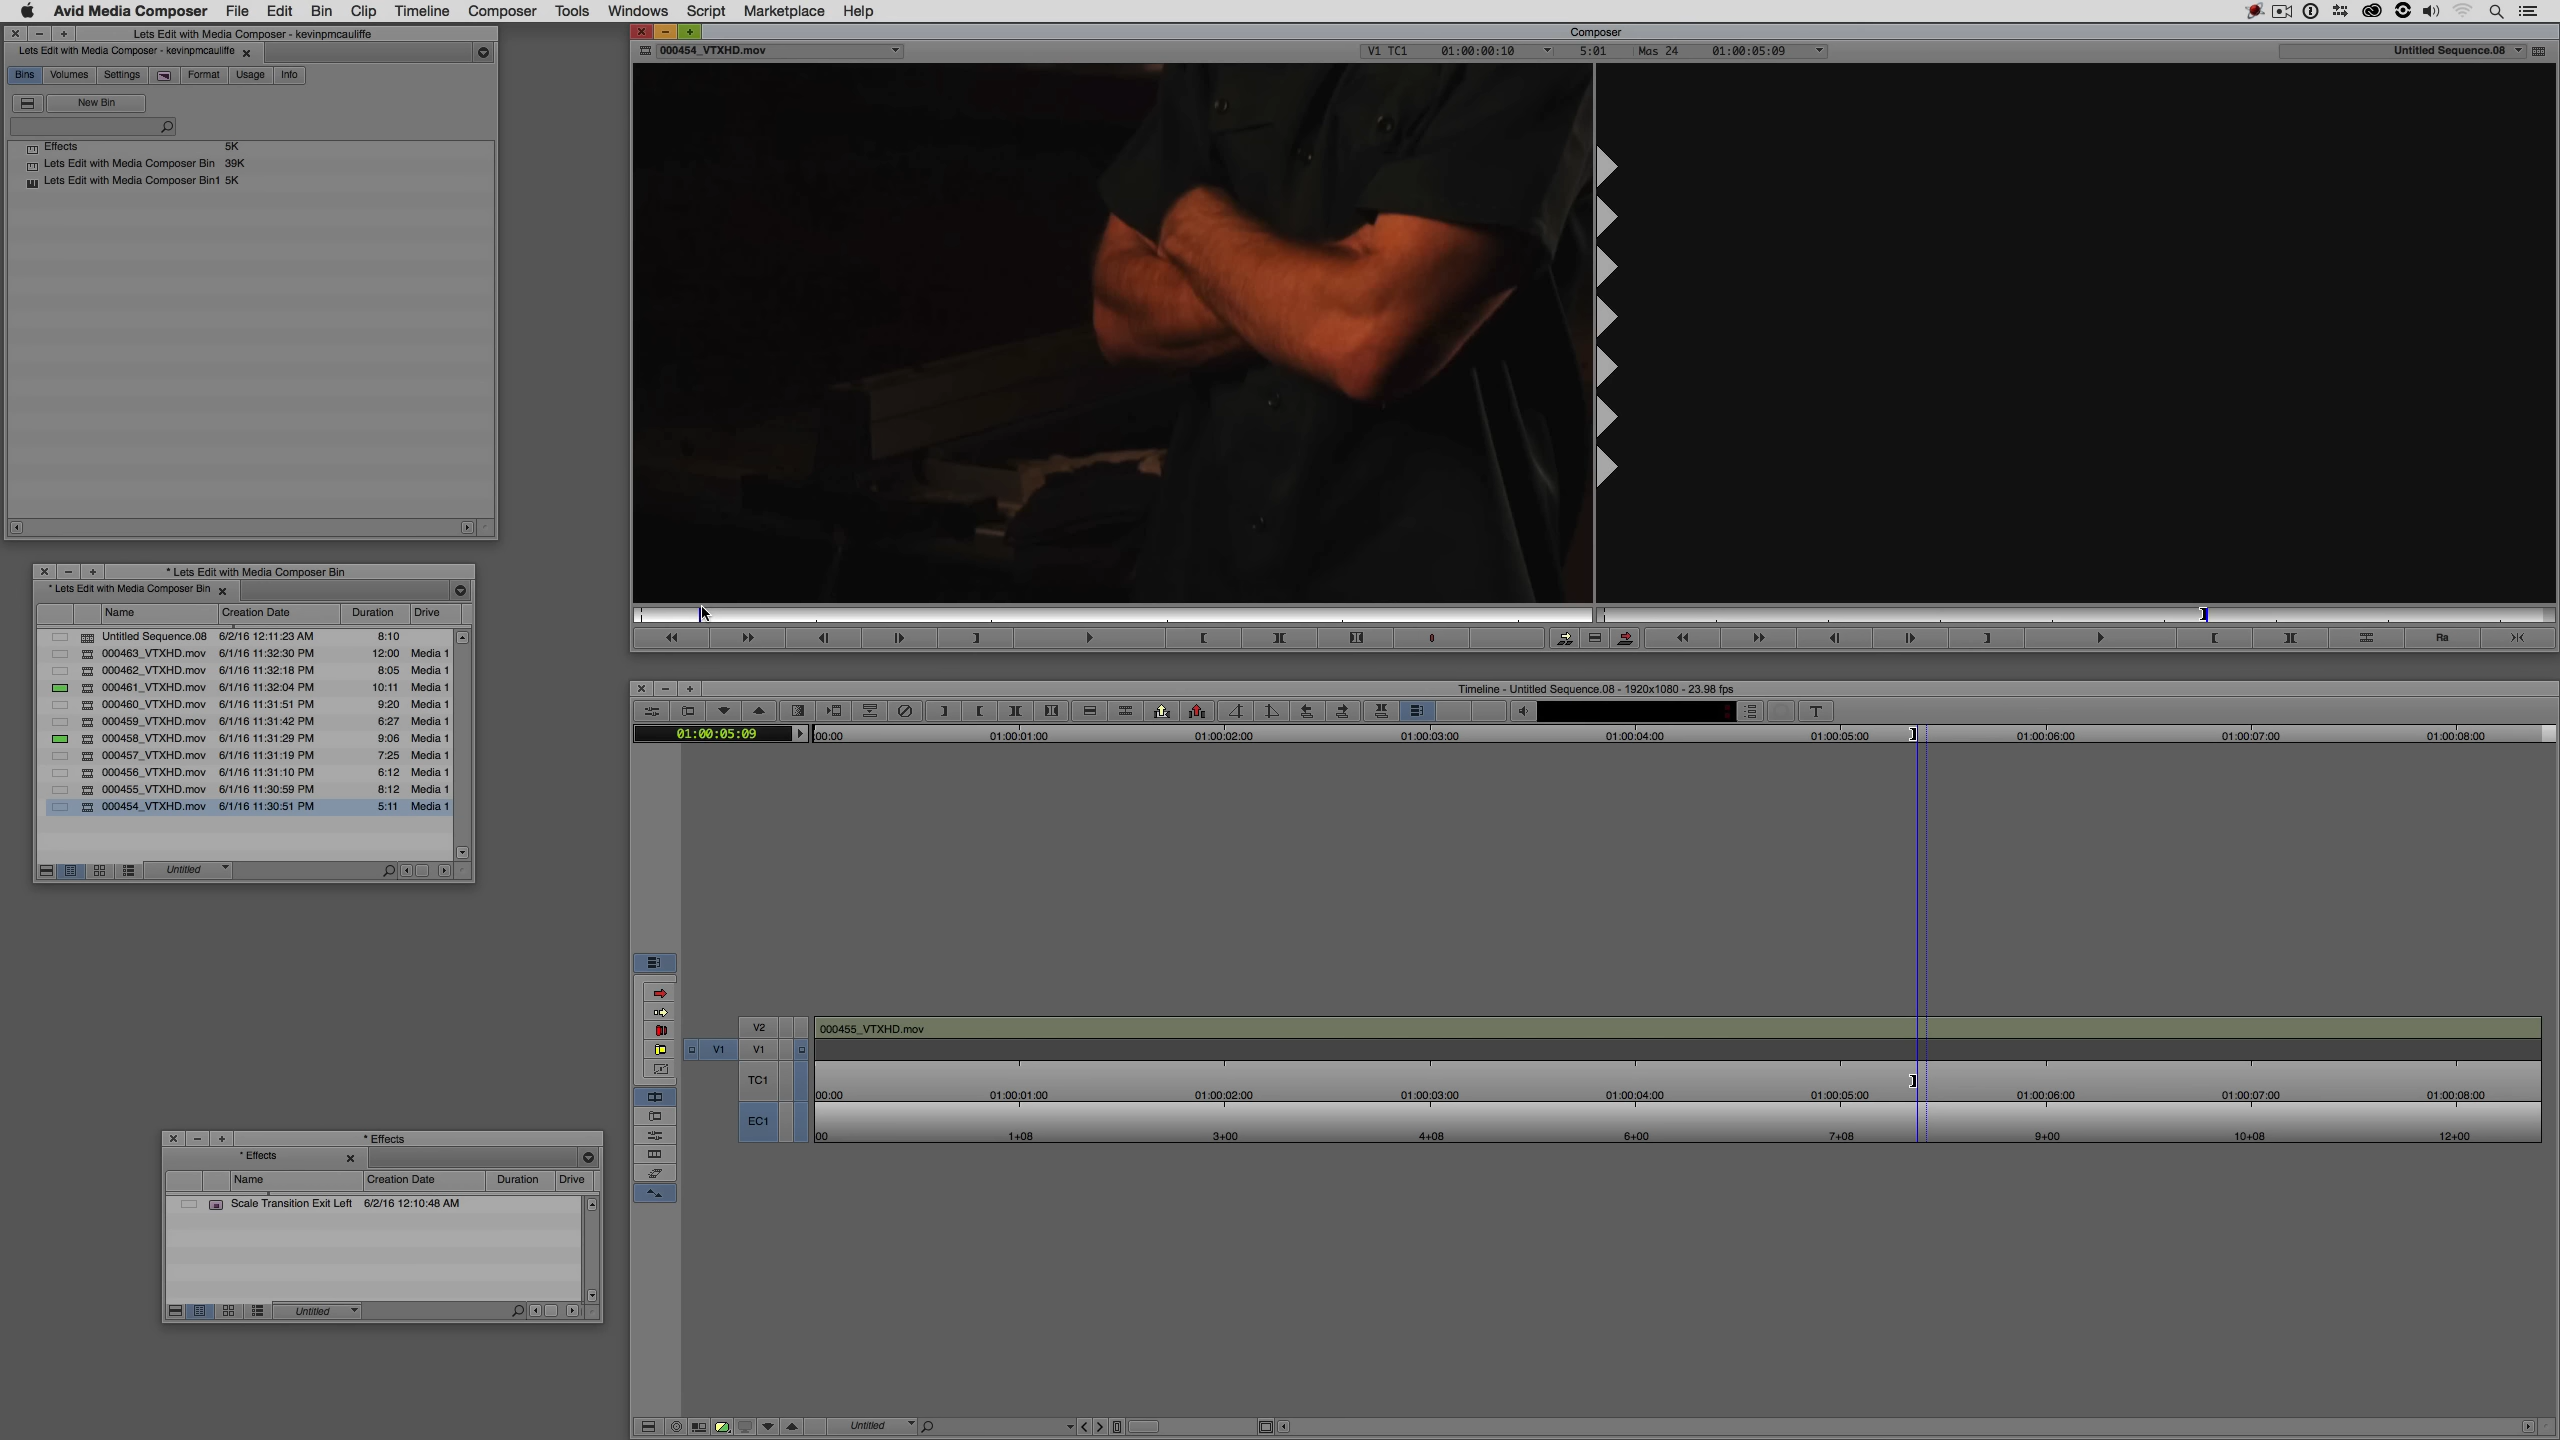 Avid Media Composer File Edit Bin Clip Timeline Composer Tools Windows Script Marketplace Help
Lets Edit with Media Composer - kevinpmcauliffe
Lets Edit with Media Composer - kevinpmcauliffe
Bins Volumes Settings Format Usage Info
New Bin
Effects 5K
Lets Edit with Media Composer Bin 39K
Lets Edit with Media Composer Bin1 5K
Composer
000454_VTXHD.mov V1 TC1 01:00:00:10 5:01 Mas 24 01:00:05:09 Untitled Sequence.08
Ra
* Lets Edit with Media Composer Bin
* Lets Edit with Media Composer Bin
Name Creation Date Duration Drive
Untitled Sequence.08 6/2/16 12:11:23 AM 8:10
000463_VTXHD.mov 6/1/16 11:32:30 PM 12:00 Media 1
000462_VTXHD.mov 6/1/16 11:32:18 PM 8:05 Media 1
000461_VTXHD.mov 6/1/16 11:32:04 PM 10:11 Media 1
000460_VTXHD.mov 6/1/16 11:31:51 PM 9:20 Media 1
000459_VTXHD.mov 6/1/16 11:31:42 PM 6:27 Media 1
000458_VTXHD.mov 6/1/16 11:31:29 PM 9:06 Media 1
000457_VTXHD.mov 6/1/16 11:31:19 PM 7:25 Media 1
000456_VTXHD.mov 6/1/16 11:31:10 PM 6:12 Media 1
000455_VTXHD.mov 6/1/16 11:30:59 PM 8:12 Media 1
000454_VTXHD.mov 6/1/16 11:30:51 PM 5:11 Media 1
Untitled
* Effects
* Effects
Name Creation Date Duration Drive
Scale Transition Exit Left 6/2/16 12:10:48 AM
Untitled
Timeline - Untitled Sequence.08 - 1920x1080 - 23.98 fps
T
01:00:05:09 00:00 01:00:01:00 01:00:02:00 01:00:03:00 01:00:04:00 01:00:05:00 01:00:06:00 01:00:07:00 01:00:08:00
V2 000455_VTXHD.mov
V1 V1
TC1
00:00 01:00:01:00 01:00:02:00 01:00:03:00 01:00:04:00 01:00:05:00 01:00:06:00 01:00:07:00 01:00:08:00
EC1
00 1+08 3+00 4+08 6+00 7+08 9+00 10+08 12+00
Untitled